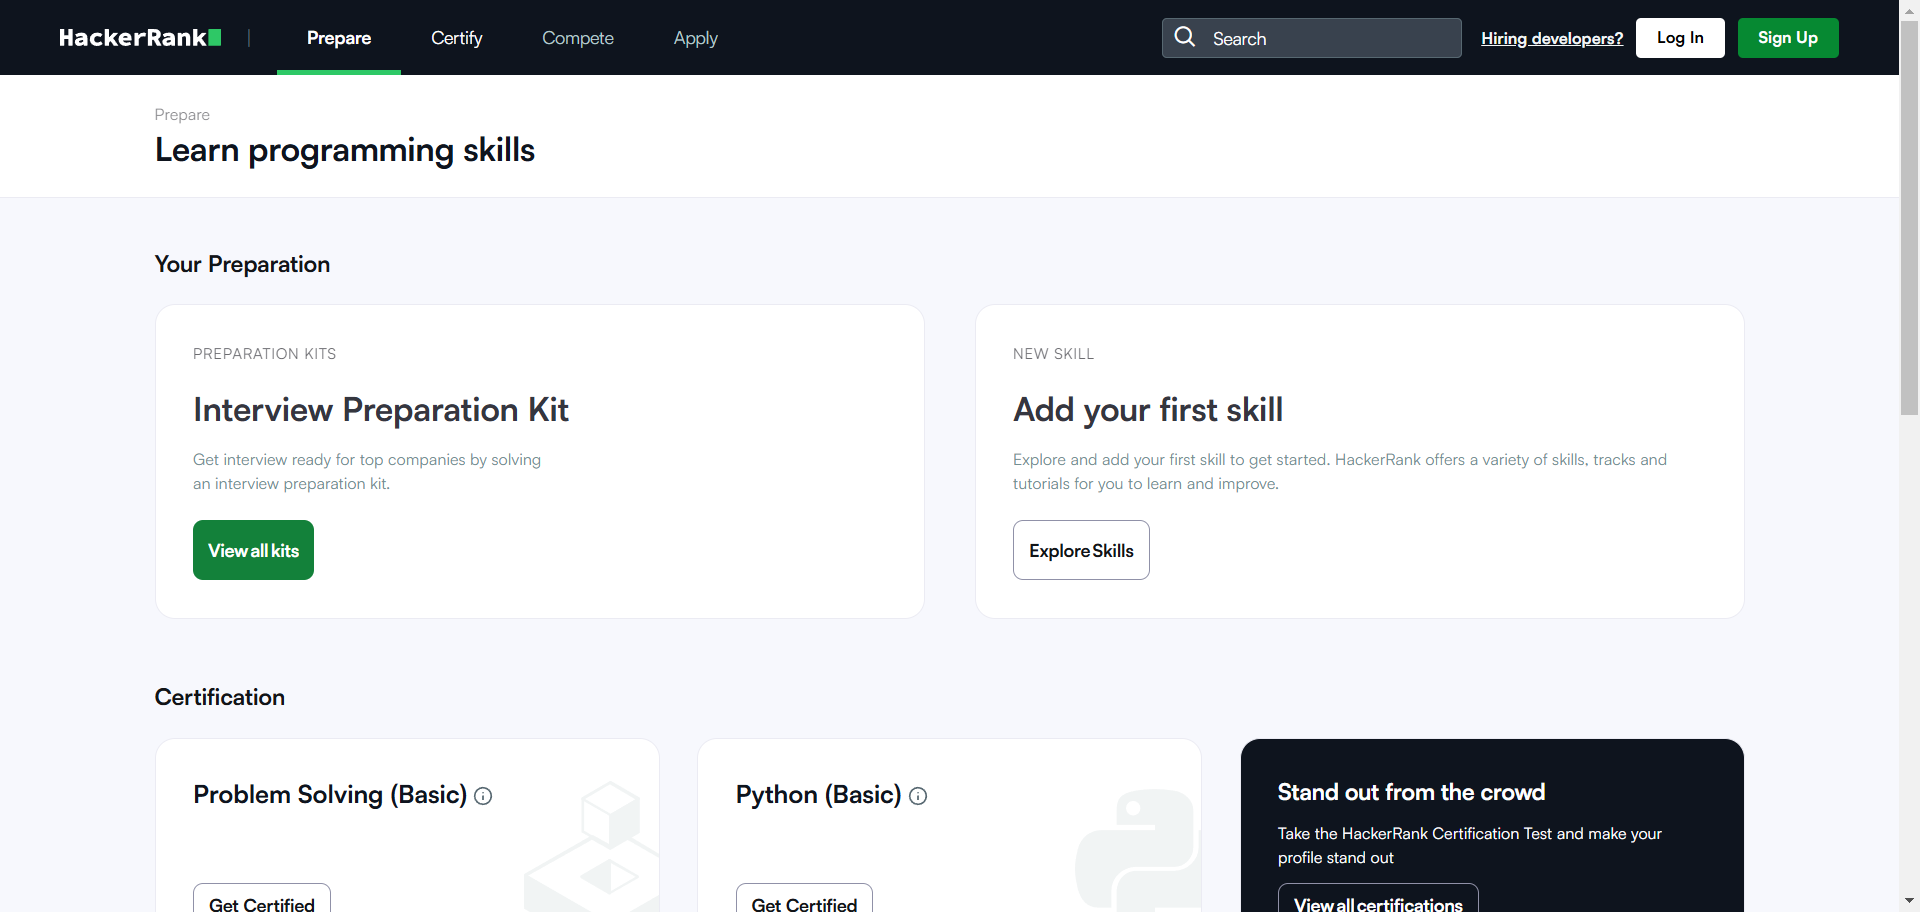 HackerRank
Prepare
Certify
Compete
Apply
Search
Hiring developers?
Log In
Sign Up
Prepare
Learn programming skills
Your Preparation
PREPARATION KITS
Interview Preparation Kit
Get interview ready for top companies by solving
an interview preparation kit.
View all kits
NEW SKILL
Add your first skill
Explore and add your first skill to get started. HackerRank offers a variety of skills, tracks and
tutorials for you to learn and improve.
Explore Skills
Certification
Problem Solving (Basic)
Get Certified
Python (Basic)
Get Certified
Stand out from the crowd
Take the HackerRank Certification Test and make your
profile stand out
View all certifications